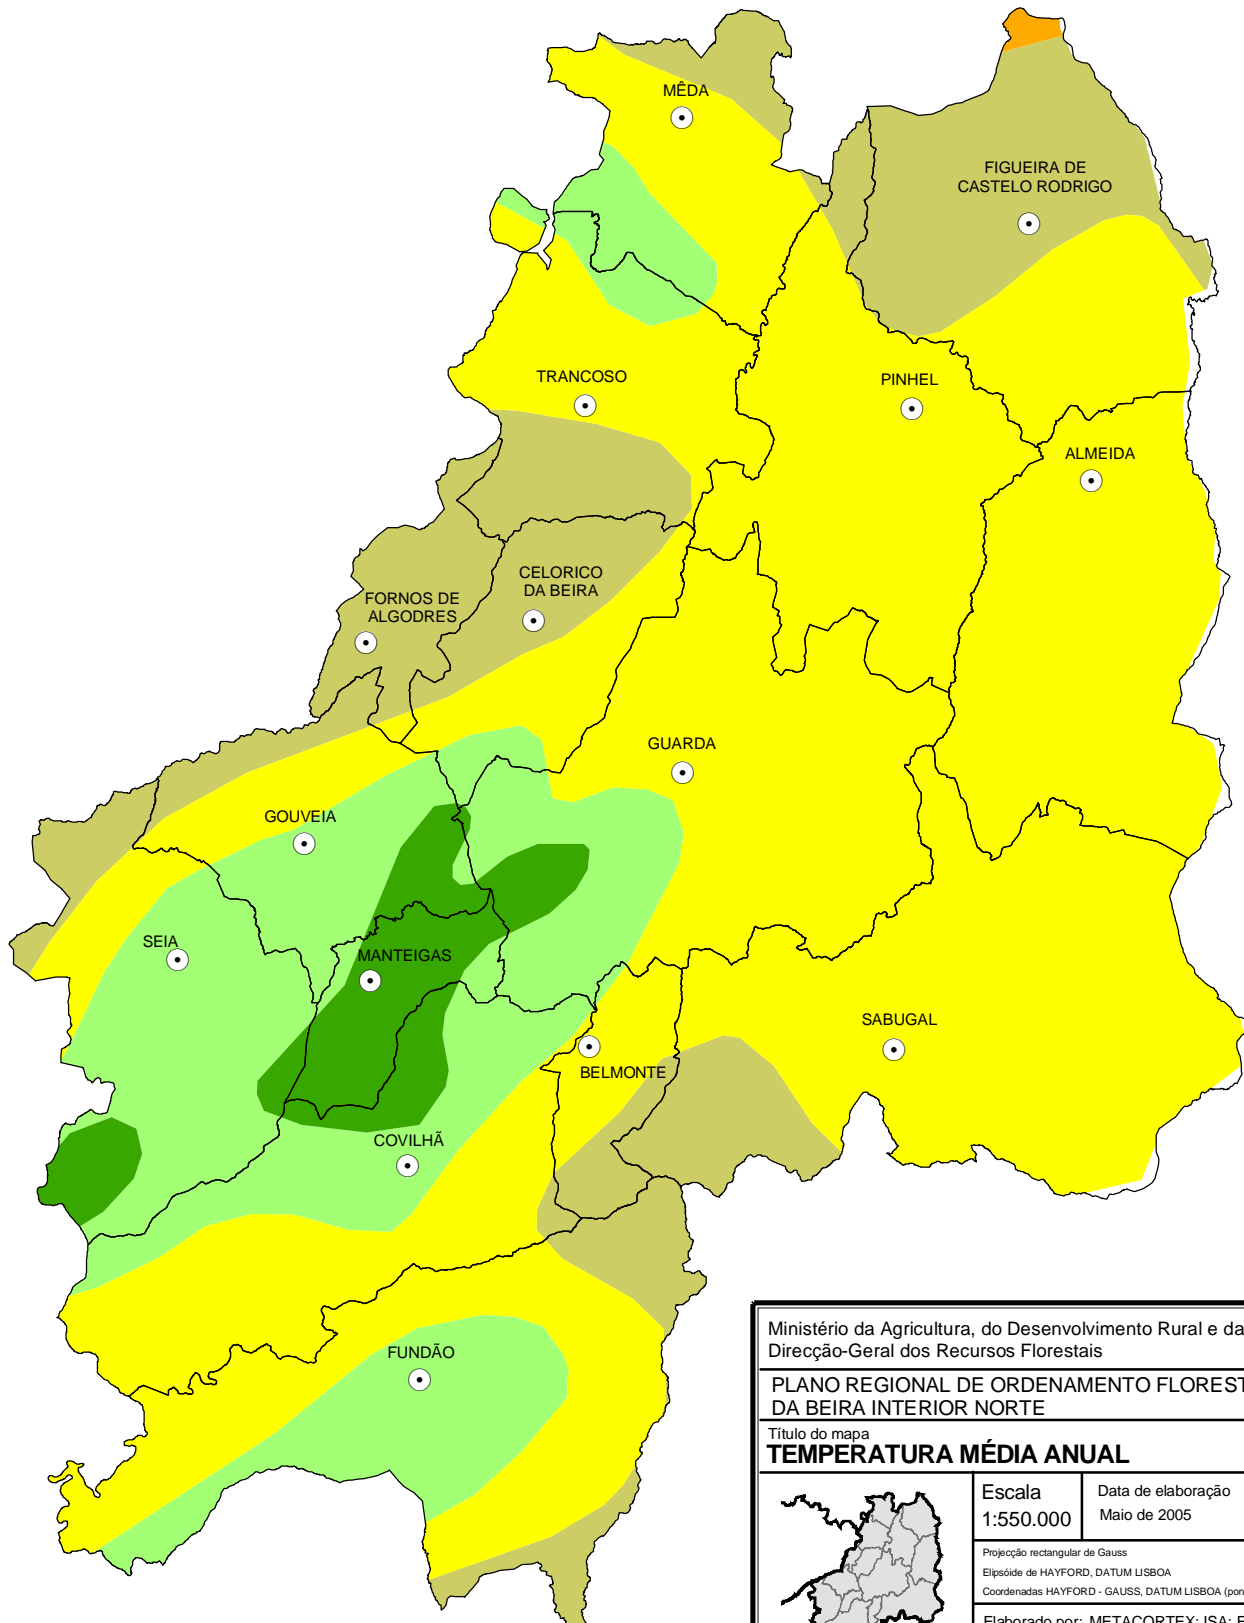 MÊDA
FIGUEIRA DE
CASTELO RODRIGO
TRANCOSO
PINHEL
ALMEIDA
CELORICO
DA BEIRA
FORNOS DE
ALGODRES
GUARDA
GOUVEIA
SEIA
MANTEIGAS
SABUGAL
BELMONTE
COVILHÃ
FUNDÃO
Ministério da Agricultura, do Desenvolvimento Rural e da
Direcção-Geral dos Recursos Florestais
PLANO REGIONAL DE ORDENAMENTO FLOREST
DA BEIRA INTERIOR NORTE
Título do mapa
TEMPERATURA MÉDIA ANUAL
Escala
1:550.000
Data de elaboração
Maio de 2005
Projecção rectangular de Gauss
Elipsóide de HAYFORD, DATUM LISBOA
Coordenadas HAYFORD - GAUSS, DATUM LISBOA (pon
Elaborado por: METACORTEX; ISA;